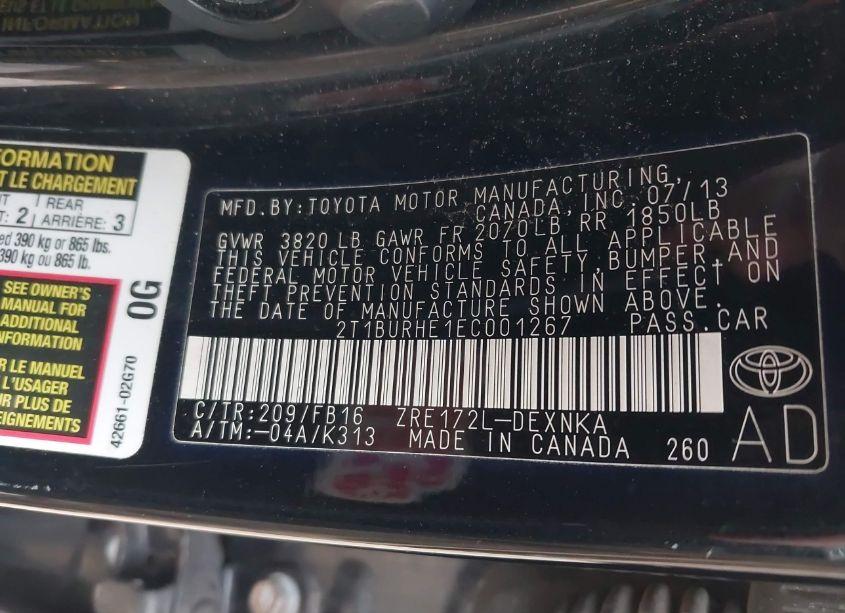 FORMATION
ET LE CHARGEMENT
REAR
2
ARRIÈRE: 3
ed 390 kg or 865 lbs.
390 kg ou 865 lb.
SEE OWNER'S
MANUAL FOR
ADDITIONAL
INFORMATION
R LE MANUEL
L'USAGER
UR PLUS DE
EIGNEMENTS
0G
42661-02G70
MFD.BY:TOYOTA MOTOR MANUFACTURING,
CANADA,INC. 07/13
GVWR 3820 LB GAWR FR 2070LB RR 1850LB
THIS VEHICLE CONFORMS TO ALL APPLICABLE
FEDERAL MOTOR VEHICLE SAFETY,BUMPER,AND
THEFT PREVENTION STANDARDS IN EFFECT ON
THE DATE OF MANUFACTURE SHOWN ABOVE.
2T1BURHE1EC001267 PASS.CAR
C/TR:209/FB16 ZRE172L-DEXNKA
A/TM:-04A/K313 MADE IN CANADA 260
AD